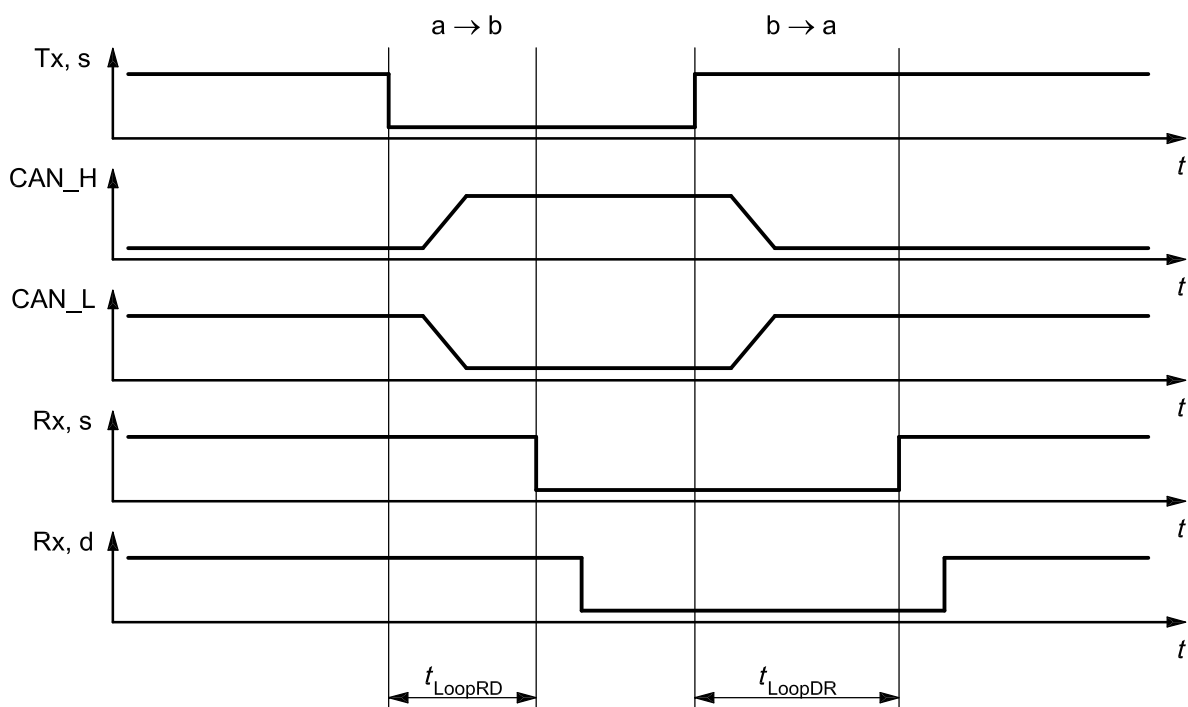 a → b b → a
Tx, s
t
CAN_H
t
CAN_L
t
Rx, s
t
Rx, d
t
tLoopRD tLoopDR